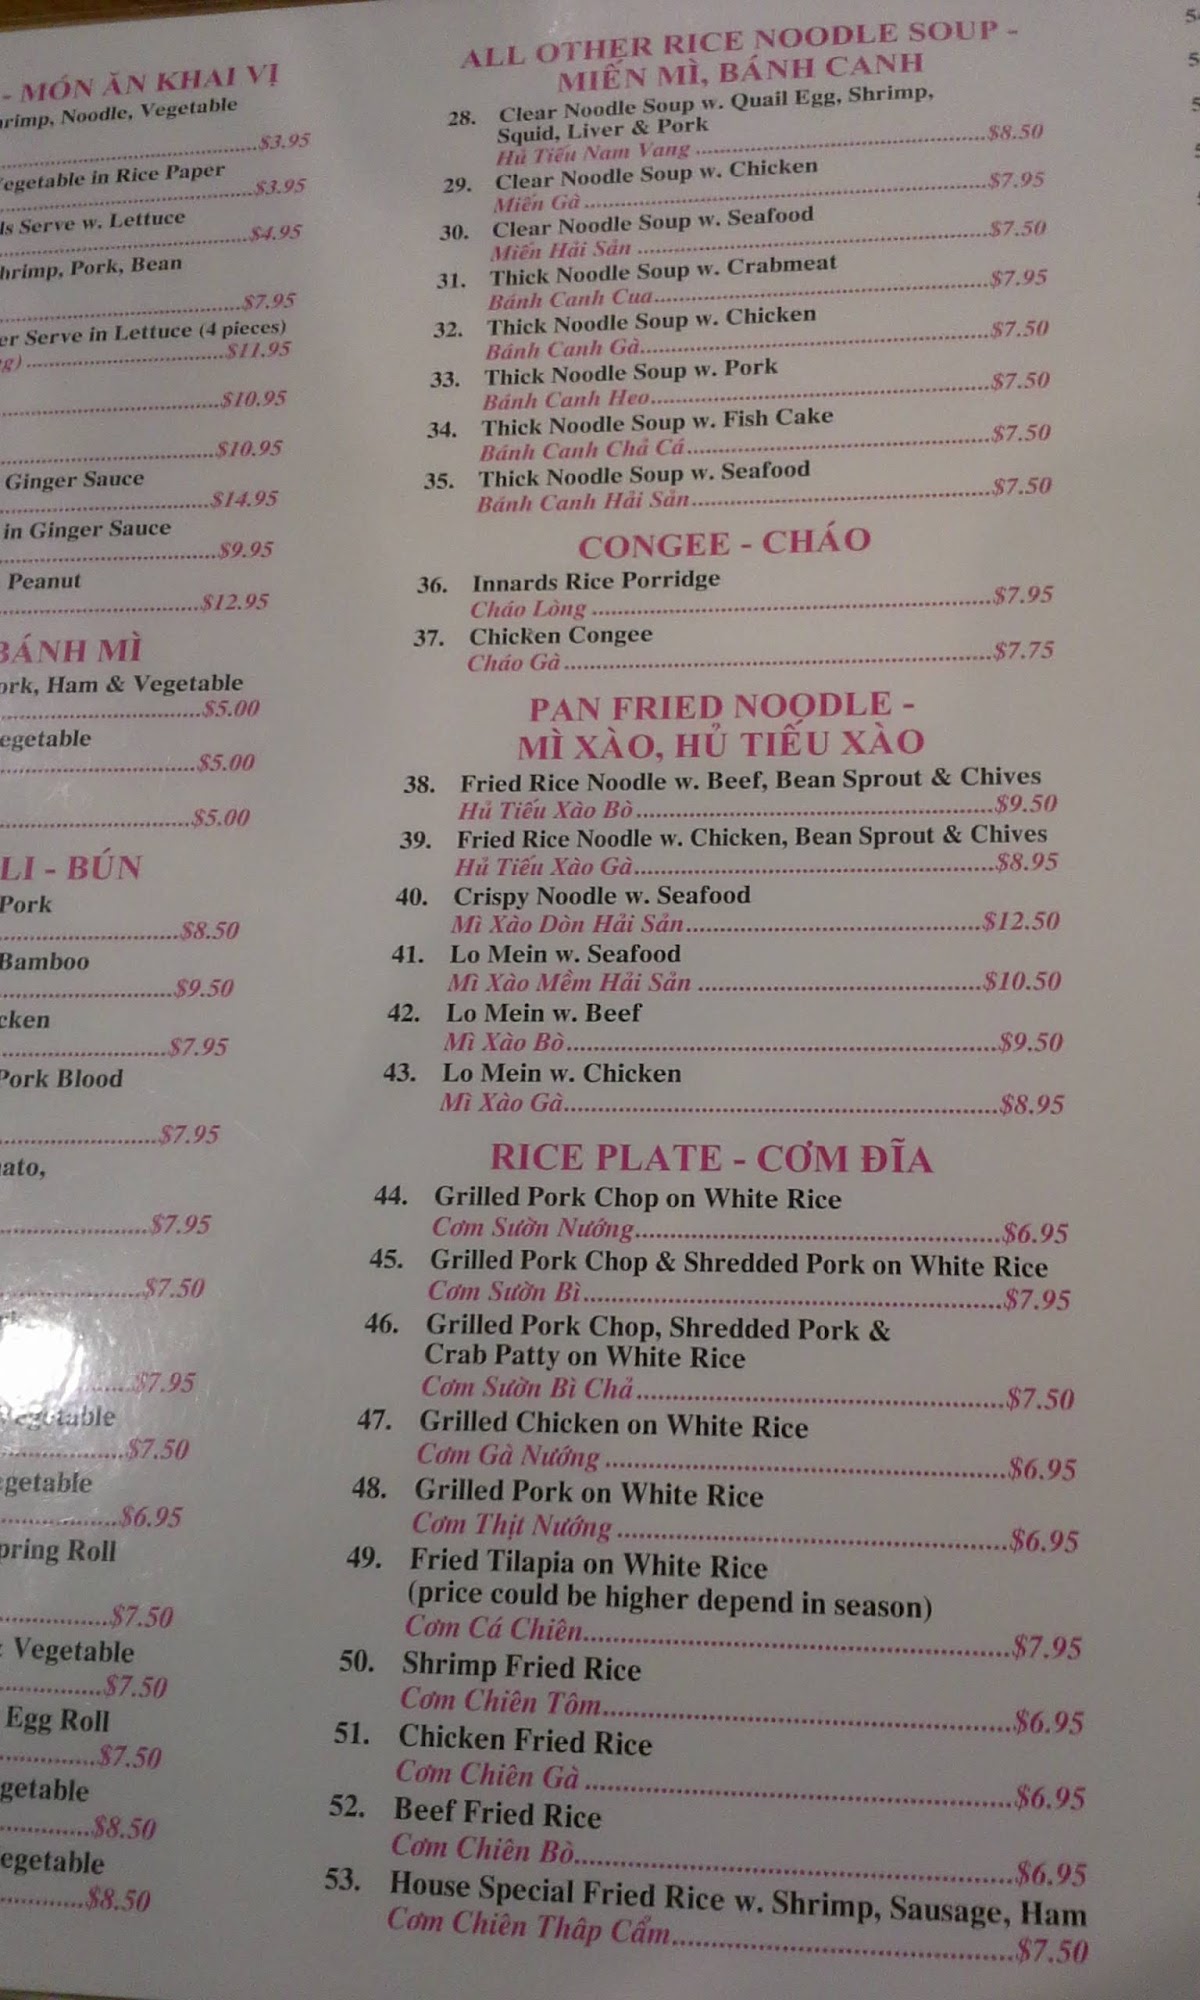 - MÓN ĂN KHAI VỊ
Shrimp, Noodle, Vegetable
$3.95
Vegetable in Rice Paper
$3.95
Serve w. Lettuce
$4.95
Shrimp, Pork, Bean
$7.95
Serve in Lettuce (4 pieces)
$11.95
$10.95
$10.95
Ginger Sauce
$14.95
in Ginger Sauce
$9.95
Peanut
$12.95
BÁNH MÌ
Pork, Ham & Vegetable
$5.00
Vegetable
$5.00
$5.00
LI - BÚN
Pork
$8.50
Bamboo
$9.50
cken
$7.95
Pork Blood
$7.95
ato,
$7.95
$7.50
$7.95
Vegetable
$7.50
egetable
$6.95
pring Roll
$7.50
Vegetable
$7.50
Egg Roll
$7.50
getable
$8.50
egetable
$8.50
ALL OTHER RICE NOODLE SOUP -
MIẾN MÌ, BÁNH CANH
28. Clear Noodle Soup w. Quail Egg, Shrimp,
Squid, Liver & Pork
Hủ Tiếu Nam Vang $8.50
29. Clear Noodle Soup w. Chicken
Miến Gà $7.95
30. Clear Noodle Soup w. Seafood
Miến Hải Sản $7.50
31. Thick Noodle Soup w. Crabmeat
Bánh Canh Cua $7.95
32. Thick Noodle Soup w. Chicken
Bánh Canh Gà $7.50
33. Thick Noodle Soup w. Pork
Bánh Canh Heo $7.50
34. Thick Noodle Soup w. Fish Cake
Bánh Canh Chả Cá $7.50
35. Thick Noodle Soup w. Seafood
Bánh Canh Hải Sản $7.50
CONGEE - CHÁO
36. Innards Rice Porridge
Cháo Lòng $7.95
37. Chicken Congee
Cháo Gà $7.75
PAN FRIED NOODLE -
MÌ XÀO, HỦ TIẾU XÀO
38. Fried Rice Noodle w. Beef, Bean Sprout & Chives
Hủ Tiếu Xào Bò $9.50
39. Fried Rice Noodle w. Chicken, Bean Sprout & Chives
Hủ Tiếu Xào Gà $8.95
40. Crispy Noodle w. Seafood
Mì Xào Dòn Hải Sản $12.50
41. Lo Mein w. Seafood
Mì Xào Mềm Hải Sản $10.50
42. Lo Mein w. Beef
Mì Xào Bò $9.50
43. Lo Mein w. Chicken
Mì Xào Gà $8.95
RICE PLATE - CƠM ĐĨA
44. Grilled Pork Chop on White Rice
Cơm Sườn Nướng $6.95
45. Grilled Pork Chop & Shredded Pork on White Rice
Cơm Sườn Bì $7.95
46. Grilled Pork Chop, Shredded Pork &
Crab Patty on White Rice
Cơm Sườn Bì Chả $7.50
47. Grilled Chicken on White Rice
Cơm Gà Nướng $6.95
48. Grilled Pork on White Rice
Cơm Thịt Nướng $6.95
49. Fried Tilapia on White Rice
(price could be higher depend in season)
Cơm Cá Chiên $7.95
50. Shrimp Fried Rice
Cơm Chiên Tôm $6.95
51. Chicken Fried Rice
Cơm Chiên Gà $6.95
52. Beef Fried Rice
Cơm Chiên Bò $6.95
53. House Special Fried Rice w. Shrimp, Sausage, Ham
Cơm Chiên Thâp Cẩm $7.50